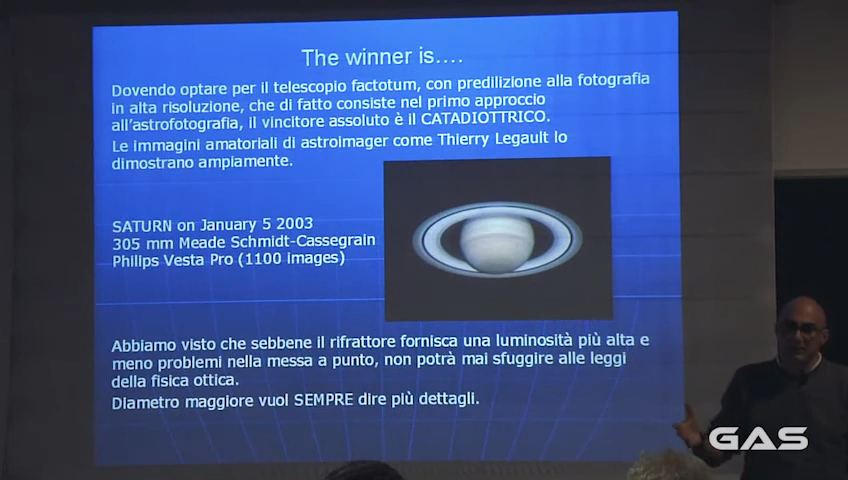 The winner is....
Dovendo optare per il telescopio factotum, con predilizione alla fotografia
in alta risoluzione, che di fatto consiste nel primo approccio
all'astrofotografia, il vincitore assoluto è il CATADIOTTRICO.
Le immagini amatoriali di astroimager come Thierry Legault lo
dimostrano ampiamente.
SATURN on January 5 2003
305 mm Meade Schmidt-Cassegrain
Philips Vesta Pro (1100 images)
Abbiamo visto che sebbene il rifrattore fornisca una luminosità più alta e
meno problemi nella messa a punto, non potrà mai sfuggire alle leggi
della fisica ottica.
Diametro maggiore vuol SEMPRE dire più dettagli.
GAS